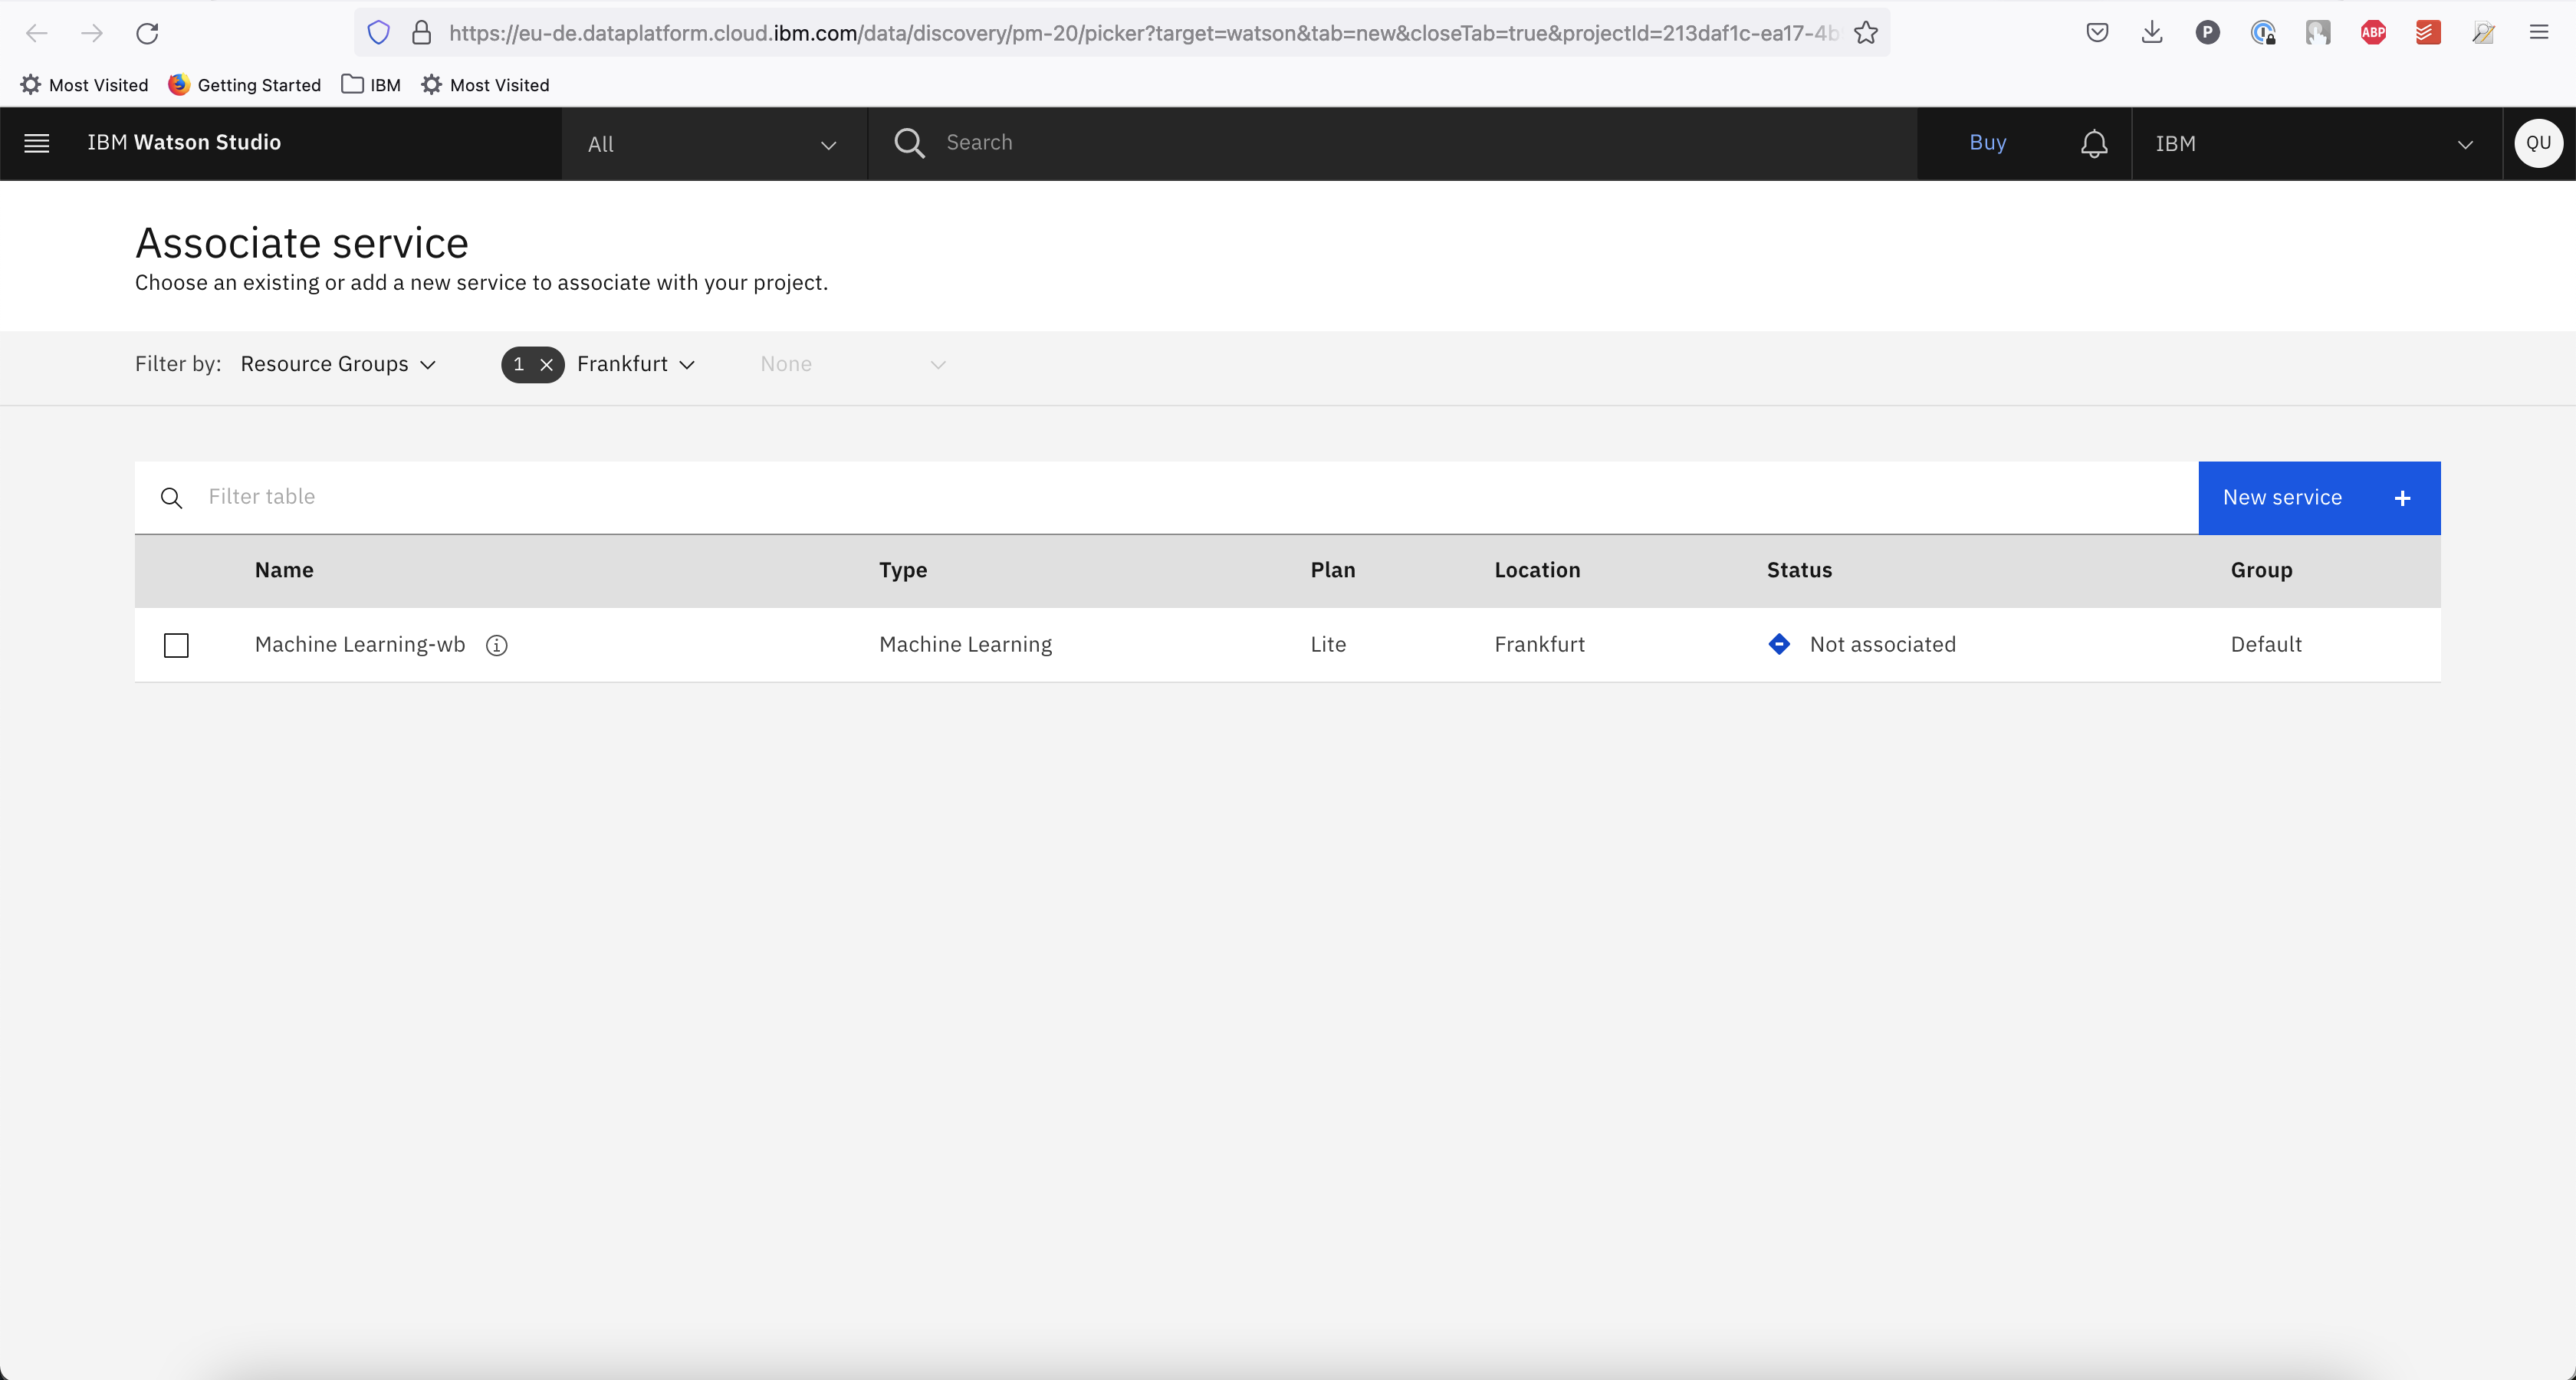 https://eu-de.dataplatform.cloud.ibm.com/data/discovery/pm-20/picker?target=watson&tab=new&closeTab=true&projectId=213daf1c-ea17-4b
P
ABP
Most Visited Getting Started IBM Most Visited
IBM Watson Studio All Search Buy IBM QU
Associate service
Choose an existing or add a new service to associate with your project.
Filter by: Resource Groups 1 Frankfurt None
Filter table New service +
Name Type Plan Location Status Group
Machine Learning-wb Machine Learning Lite Frankfurt Not associated Default